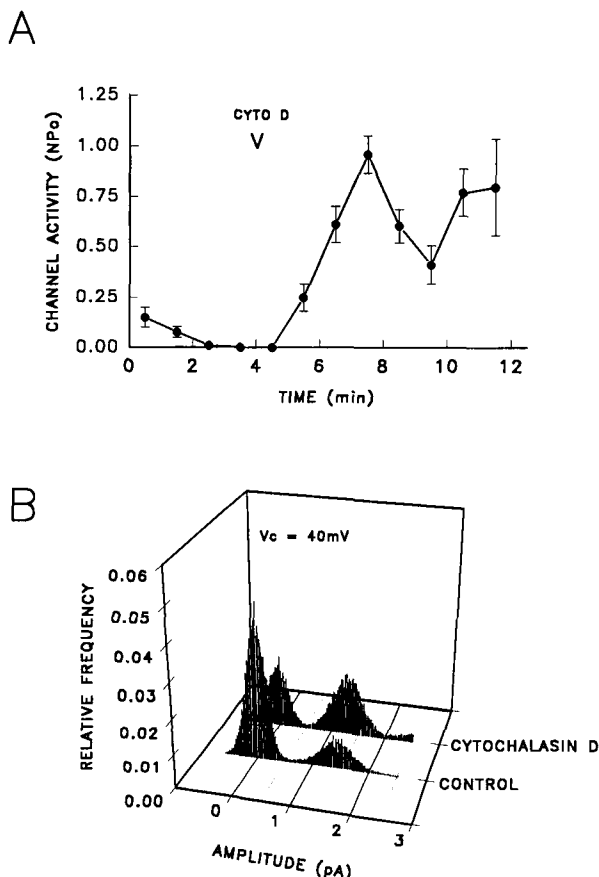 A
1.25
1.00
0.75
0.50
0.25
0.00
CHANNEL ACTIVITY (NPo)
CYTO D
V
0 2 4 6 8 10 12
TIME (min)
B
Vc = 40mV
0.06
0.05
0.04
0.03
0.02
0.01
0.00
RELATIVE FREQUENCY
0 1 2 3
AMPLITUDE (pA)
CYTOCHALASIN D
CONTROL